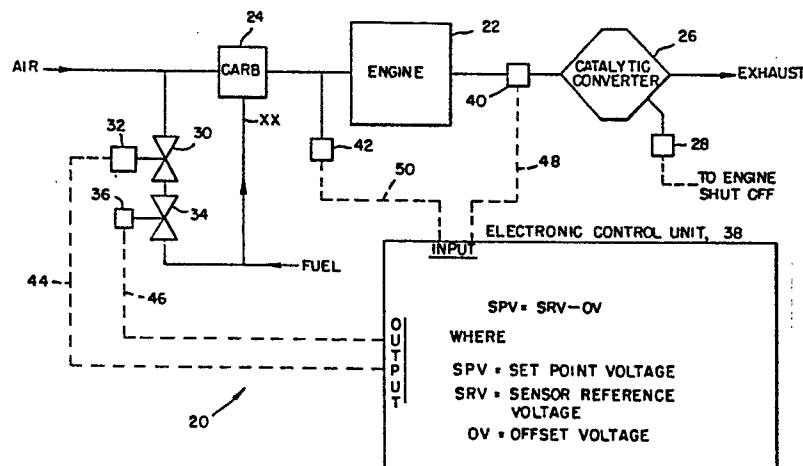 24
22
26
AIR
CARB
ENGINE
CATALYTIC
CONVERTER
EXHAUST
40
XX
32
30
42
28
48
36
34
50
TO ENGINE
SHUT OFF
INPUT
ELECTRONIC CONTROL UNIT, 38
44
FUEL
46
SPV = SRV-OV
OUTPUT
WHERE
SPV = SET POINT VOLTAGE
SRV = SENSOR REFERENCE
VOLTAGE
OV = OFFSET VOLTAGE
20